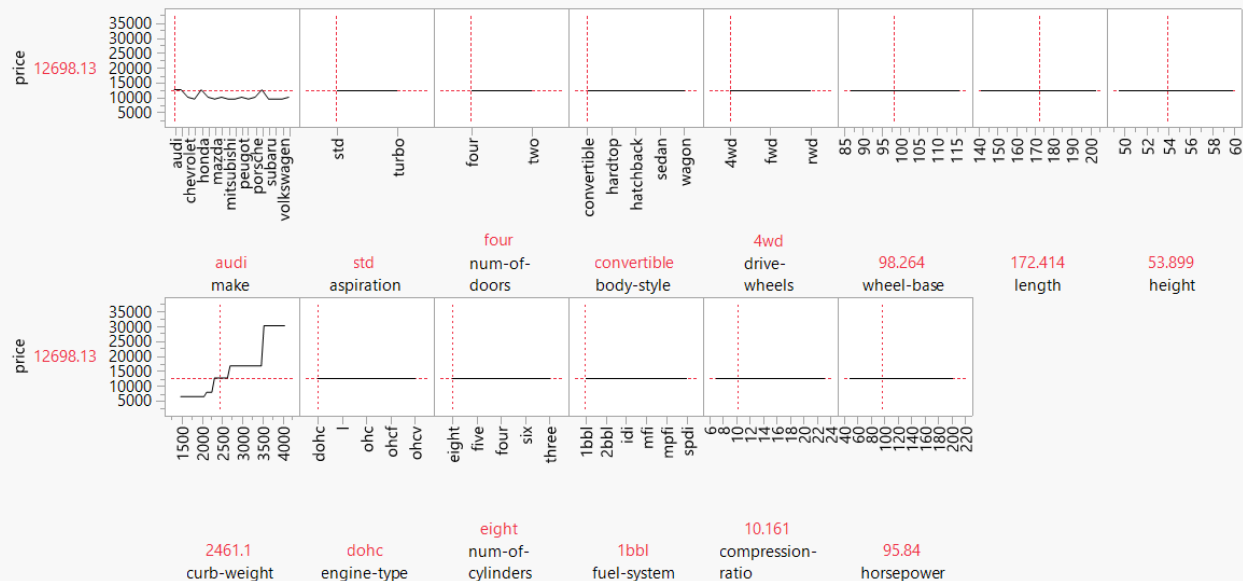 35000
30000
25000
20000
15000
10000
5000
price
12698.13
audi
chevrolet
honda
mazda
mitsubishi
peugot
porsche
subaru
volkswagen
std
turbo
four
two
convertible
hardtop
hatchback
sedan
wagon
4wd
fwd
rwd
85 90 95 100 105 110 115
140 150 160 170 180 190 200
50 52 54 56 58 60
audi
make
std
aspiration
four
num-of-
doors
convertible
body-style
4wd
drive-
wheels
98.264
wheel-base
172.414
length
53.899
height
35000
30000
25000
20000
15000
10000
5000
price
12698.13
1500 2000 2500 3000 3500 4000
dohc
l
ohc
ohcf
ohcv
eight
five
four
six
three
1bbl
2bbl
idi
mfi
mpfi
spdi
6 8 10 12 14 16 18 20 22 24
40 60 80 100 120 140 160 180 200 220
2461.1
curb-weight
dohc
engine-type
eight
num-of-
cylinders
1bbl
fuel-system
10.161
compression-
ratio
95.84
horsepower